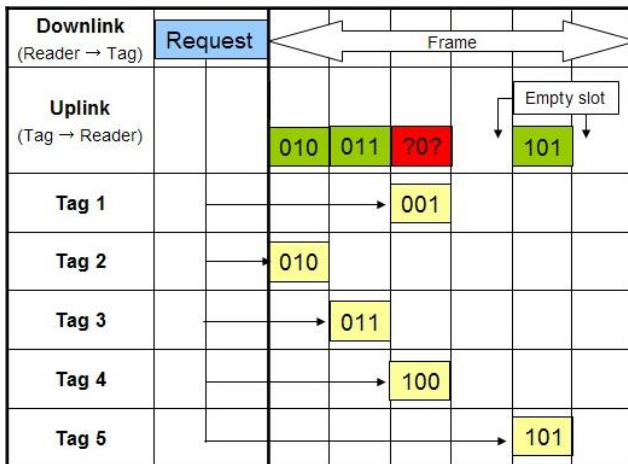 Downlink
(Reader → Tag)
Request
Frame
Uplink
(Tag → Reader)
Empty slot
010 011 ?0? 101
Tag 1
001
Tag 2
010
Tag 3
011
Tag 4
100
Tag 5
101